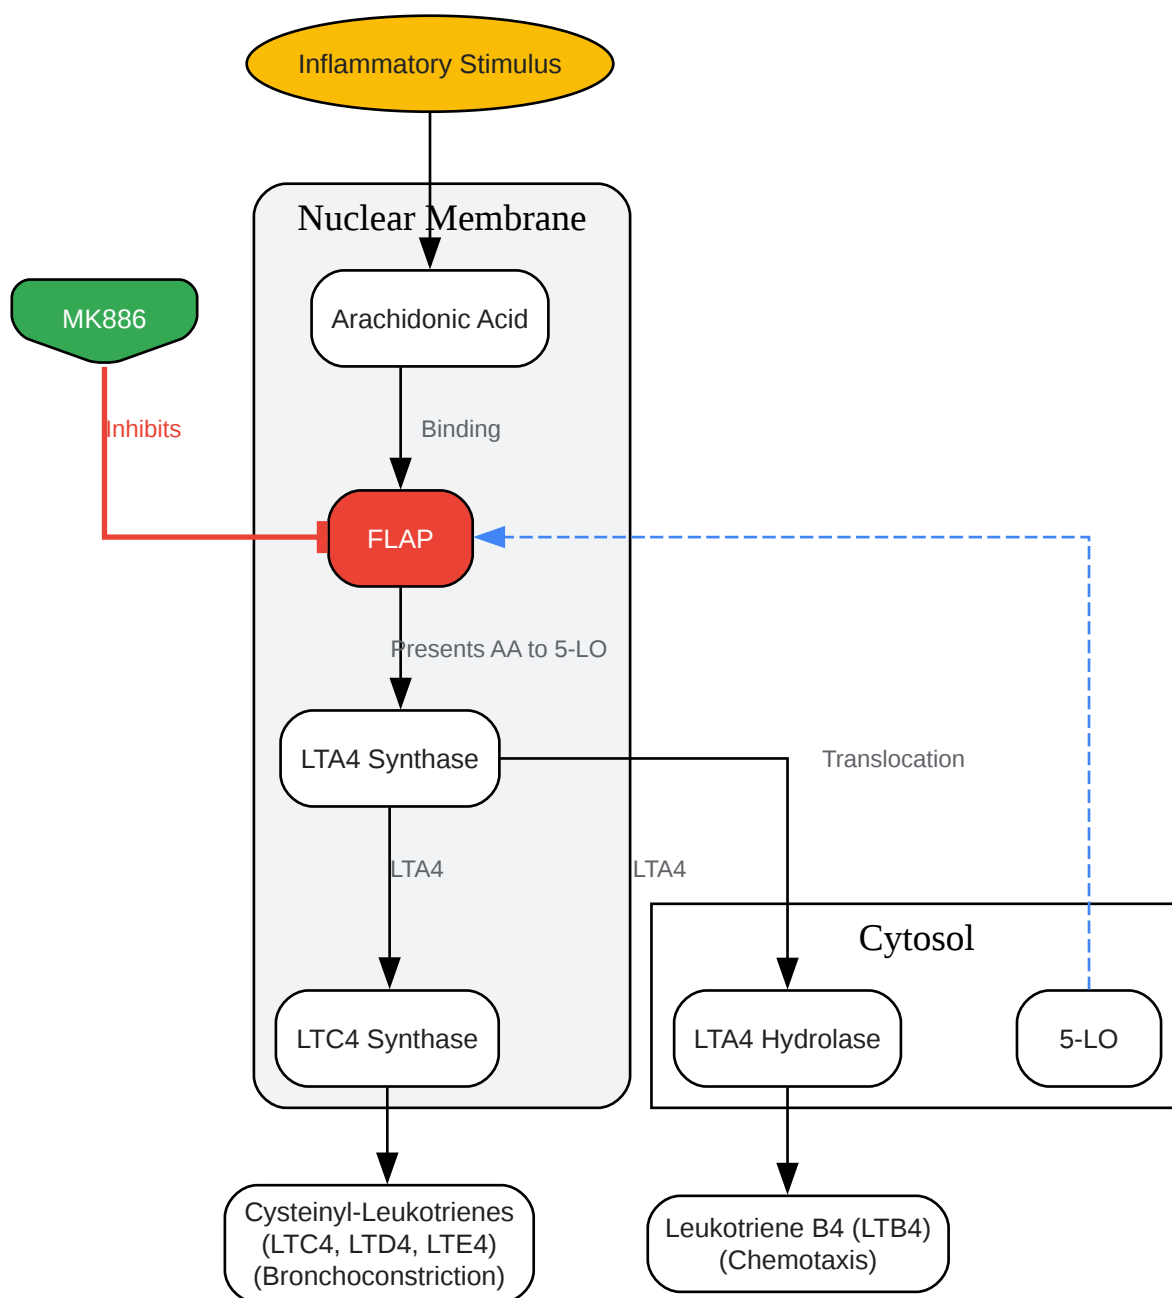 Inflammatory Stimulus
Nuclear Membrane
MK886
Arachidonic Acid
Inhibits
Binding
FLAP
Presents AA to 5-LO
LTA4 Synthase
Translocation
LTA4
LTA4
Cytosol
LTC4 Synthase
LTA4 Hydrolase
5-LO
Cysteinyl-Leukotrienes
(LTC4, LTD4, LTE4)
(Bronchoconstriction)
Leukotriene B4 (LTB4)
(Chemotaxis)